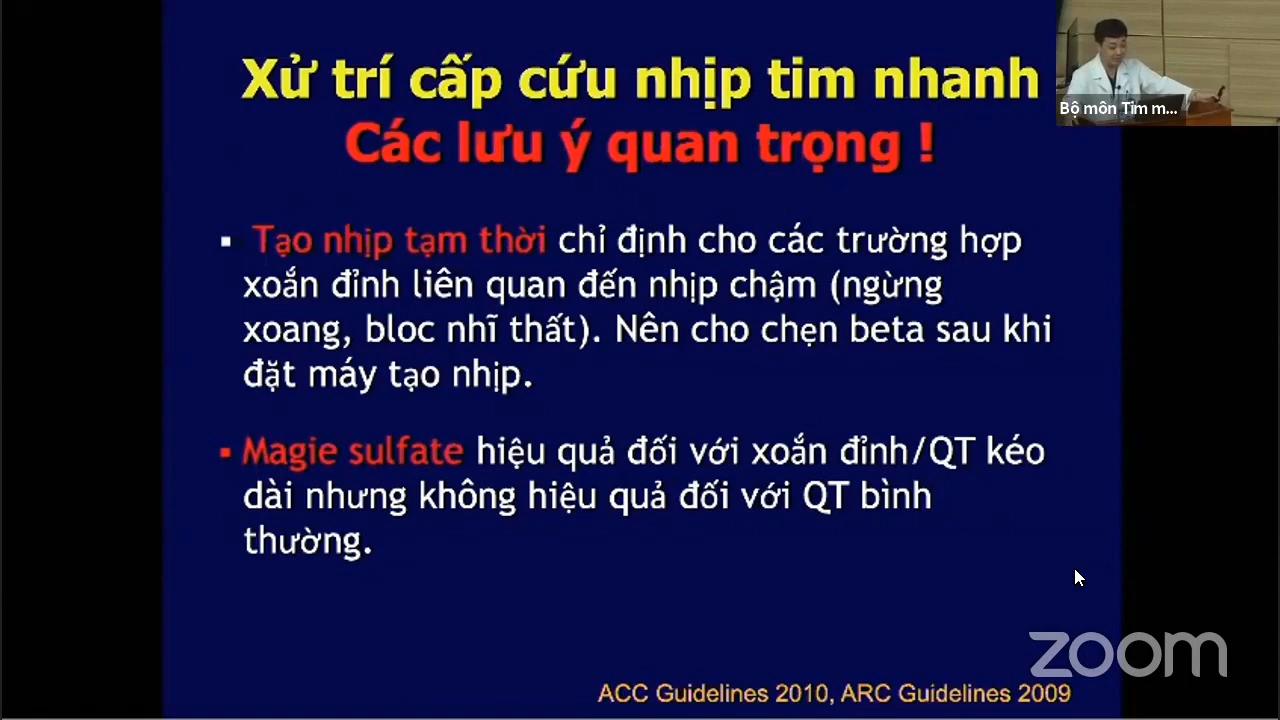 Xử trí cấp cứu nhịp tim nhanh
Các lưu ý quan trọng !
Bộ môn Tim m...
▪ Tạo nhịp tạm thời chỉ định cho các trường hợp
xoắn đỉnh liên quan đến nhịp chậm (ngừng
xoang, bloc nhĩ thất). Nên cho chẹn beta sau khi
đặt máy tạo nhịp.
▪ Magie sulfate hiệu quả đối với xoắn đỉnh/QT kéo
dài nhưng không hiệu quả đối với QT bình
thường.
zoom
ACC Guidelines 2010, ARC Guidelines 2009